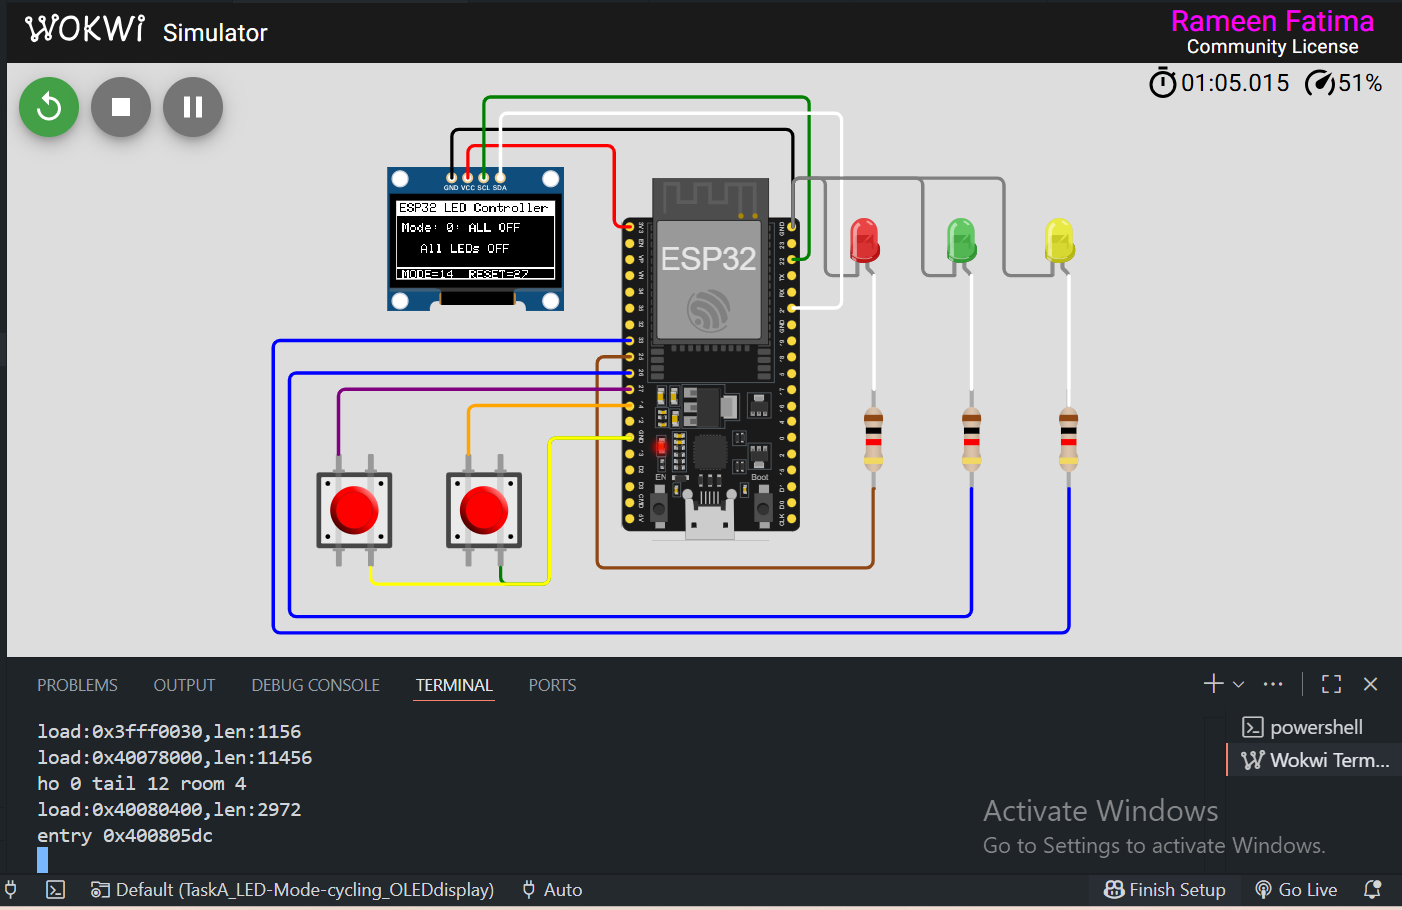 WOKWi Simulator
Rameen Fatima
Community License
01:05.015 51%
GND VCC SCL SDA
ESP32 LED Controller
Mode: 0: ALL OFF
All LEDs OFF
MODE=14 RESET=27
ESP32
EN
Boot
PROBLEMS OUTPUT DEBUG CONSOLE TERMINAL PORTS
load:0x3fff0030,len:1156
load:0x40078000,len:11456
ho 0 tail 12 room 4
load:0x40080400,len:2972
entry 0x400805dc
powershell
Wokwi Term...
Activate Windows
Go to Settings to activate Windows.
Default (TaskA_LED-Mode-cycling_OLEDdisplay) Auto Finish Setup Go Live